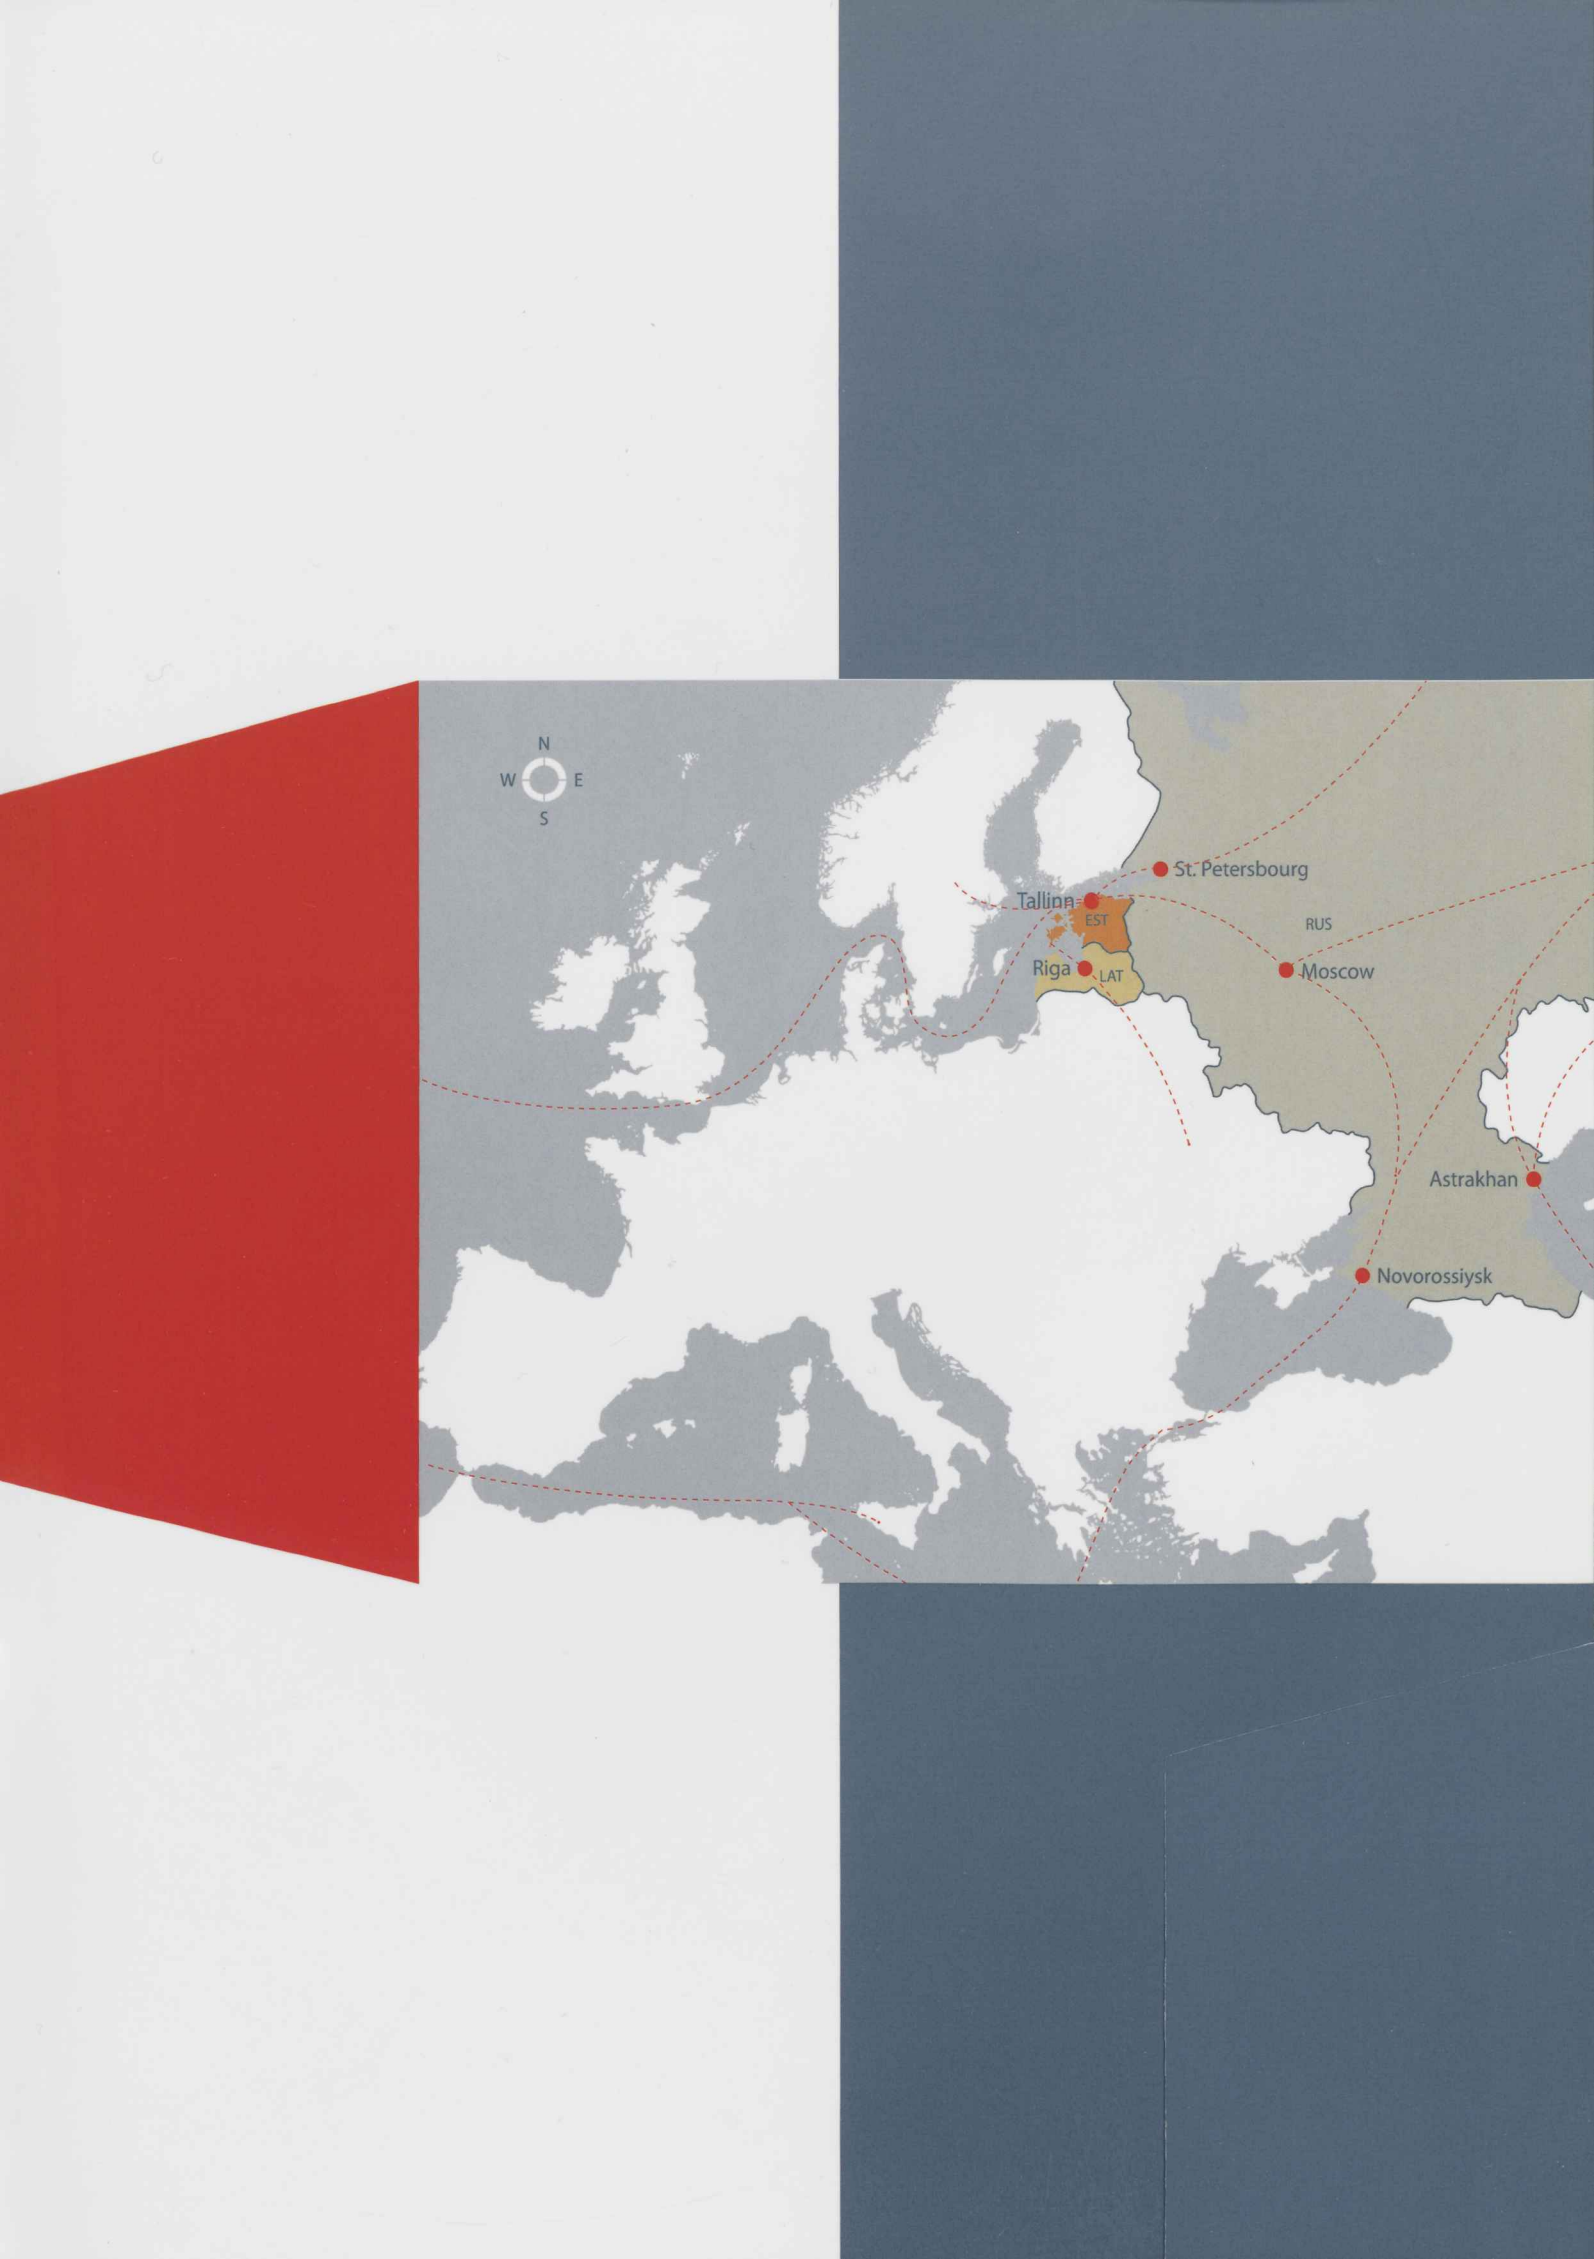 N
W E
S
St. Petersbourg
Tallinn
EST
RUS
Riga
LAT
Moscow
Astrakhan
Novorossiysk